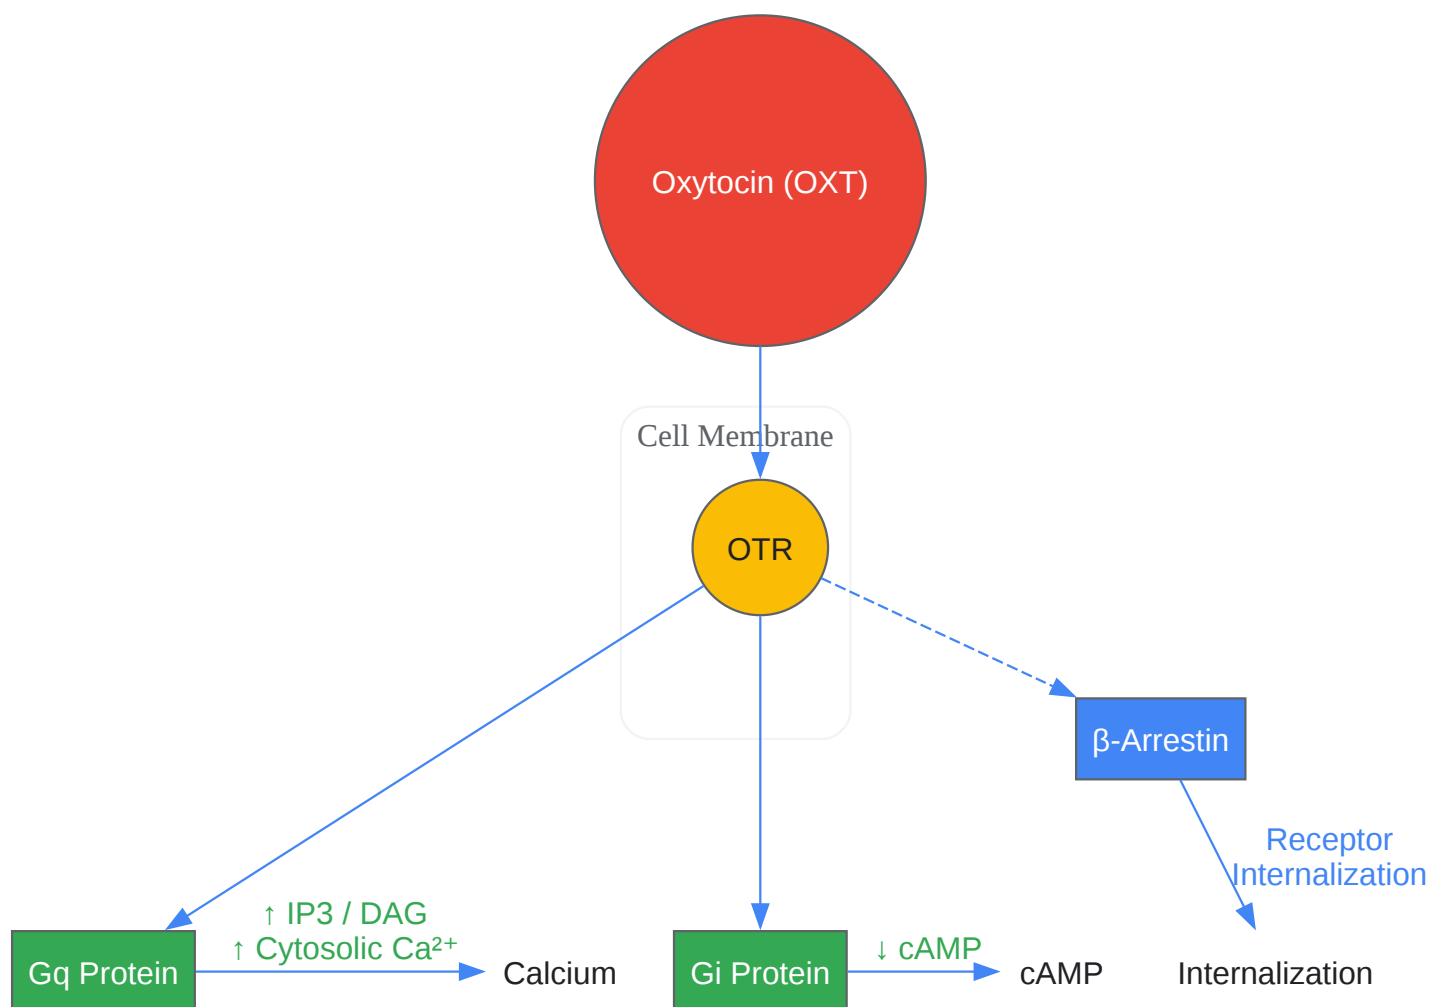 Oxytocin (OXT)
Cell Membrane
OTR
β-Arrestin
Receptor
Internalization
↑ IP3 / DAG
↑ Cytosolic Ca²⁺
↓ cAMP
Gq Protein
Calcium
Gi Protein
cAMP
Internalization